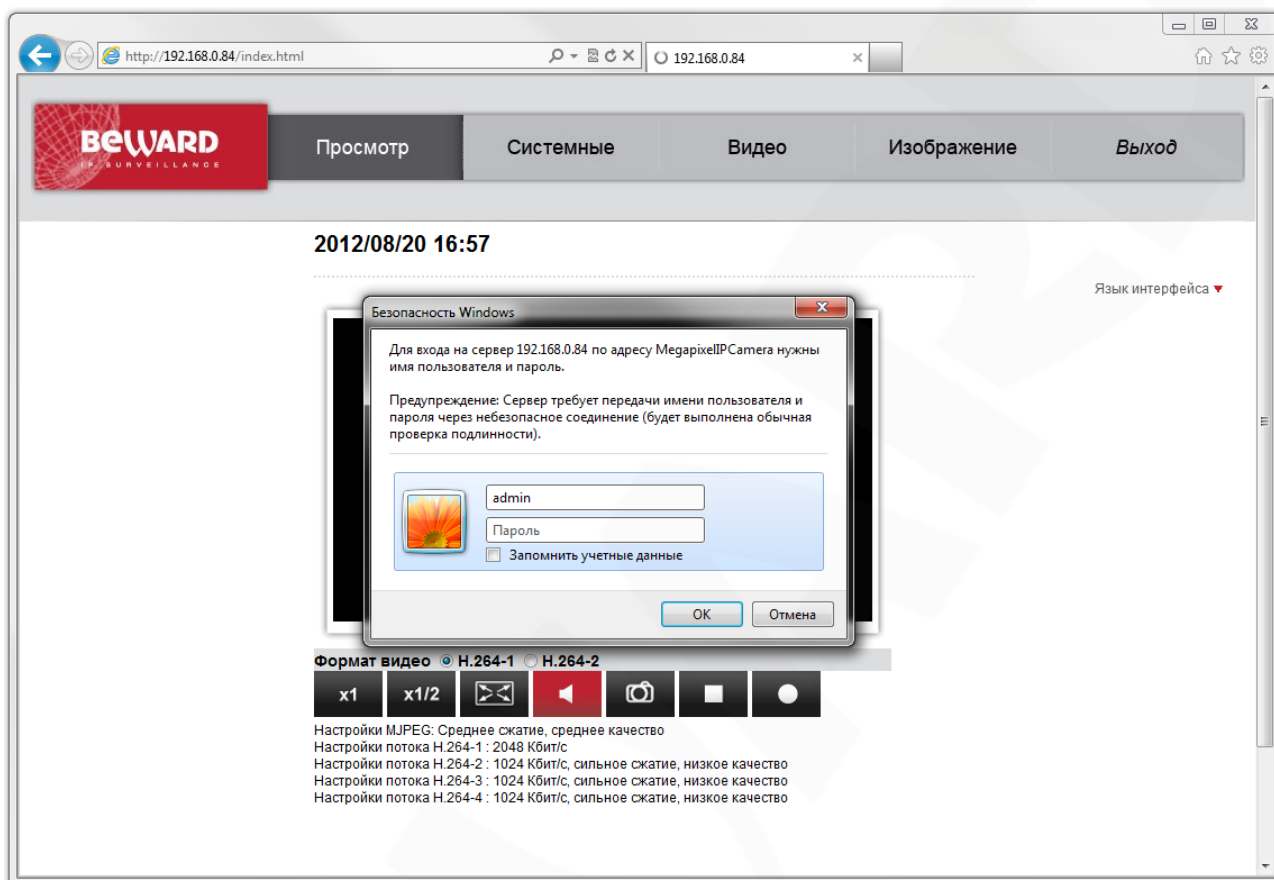 http://192.168.0.84/index.html
192.168.0.84
BEWARD
IP SURVEILLANCE
Просмотр
Системные
Видео
Изображение
Выход
2012/08/20 16:57
Язык интерфейса
Безопасность Windows
Для входа на сервер 192.168.0.84 по адресу MegapixelIPCamera нужны
имя пользователя и пароль.
Предупреждение: Сервер требует передачи имени пользователя и
пароля через небезопасное соединение (будет выполнена обычная
проверка подлинности).
admin
Пароль
Запомнить учетные данные
OK
Отмена
Формат видео H.264-1 H.264-2
x1
x1/2
Настройки MJPEG: Среднее сжатие, среднее качество
Настройки потока H.264-1 : 2048 Кбит/с
Настройки потока H.264-2 : 1024 Кбит/с, сильное сжатие, низкое качество
Настройки потока H.264-3 : 1024 Кбит/с, сильное сжатие, низкое качество
Настройки потока H.264-4 : 1024 Кбит/с, сильное сжатие, низкое качество